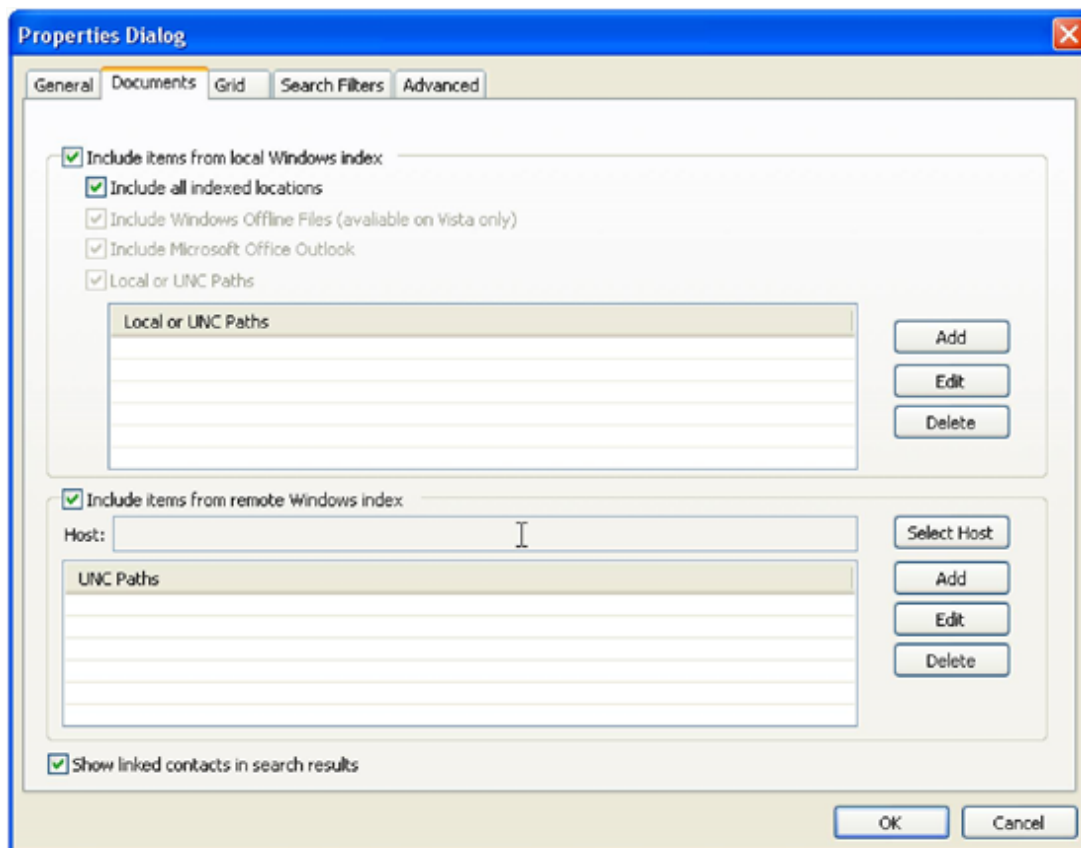 Properties Dialog
General Documents Grid Search Filters Advanced
Include items from local Windows index
Include all indexed locations
Include Windows Offline Files (avaliable on Vista only)
Include Microsoft Office Outlook
Local or UNC Paths
Local or UNC Paths
Add
Edit
Delete
Include items from remote Windows index
Host:
Select Host
UNC Paths
Add
Edit
Delete
Show linked contacts in search results
OK Cancel